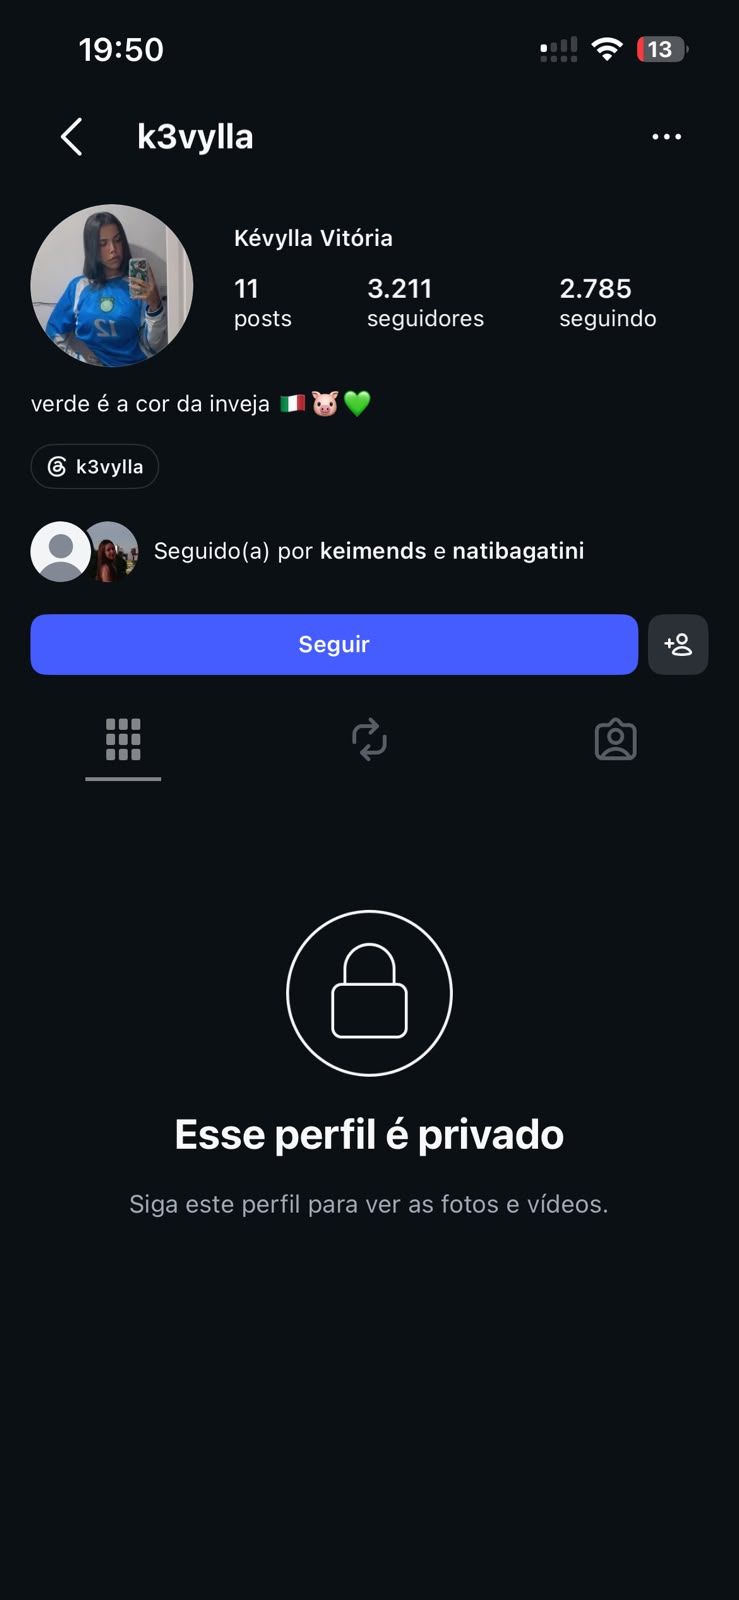 19:50
13
k3vylla
Kévylla Vitória
11 3.211 2.785
posts seguidores seguindo
verde é a cor da inveja 🇮🇹🐷💚
k3vylla
Seguido(a) por keimends e natibagatini
Seguir
Esse perfil é privado
Siga este perfil para ver as fotos e vídeos.